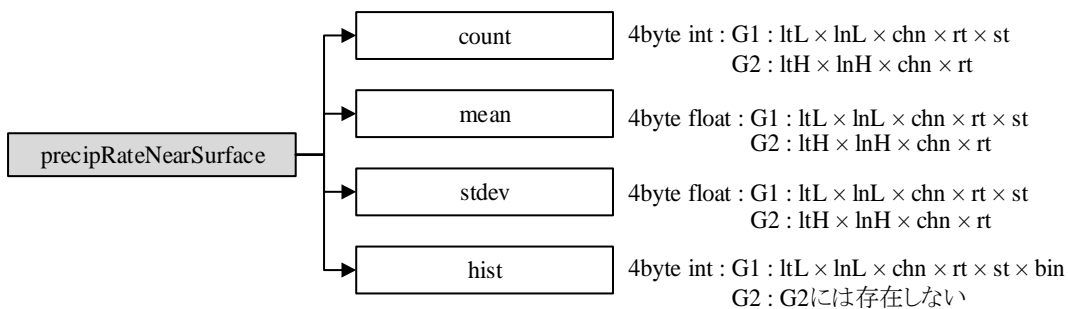 count
4byte int : G1 : ltL × lnL × chn × rt × st
G2 : ltH × lnH × chn × rt
mean
4byte float : G1 : ltL × lnL × chn × rt × st
G2 : ltH × lnH × chn × rt
precipRateNearSurface
stdev
4byte float : G1 : ltL × lnL × chn × rt × st
G2 : ltH × lnH × chn × rt
hist
4byte int : G1 : ltL × lnL × chn × rt × st × bin
G2 : G2には存在しない